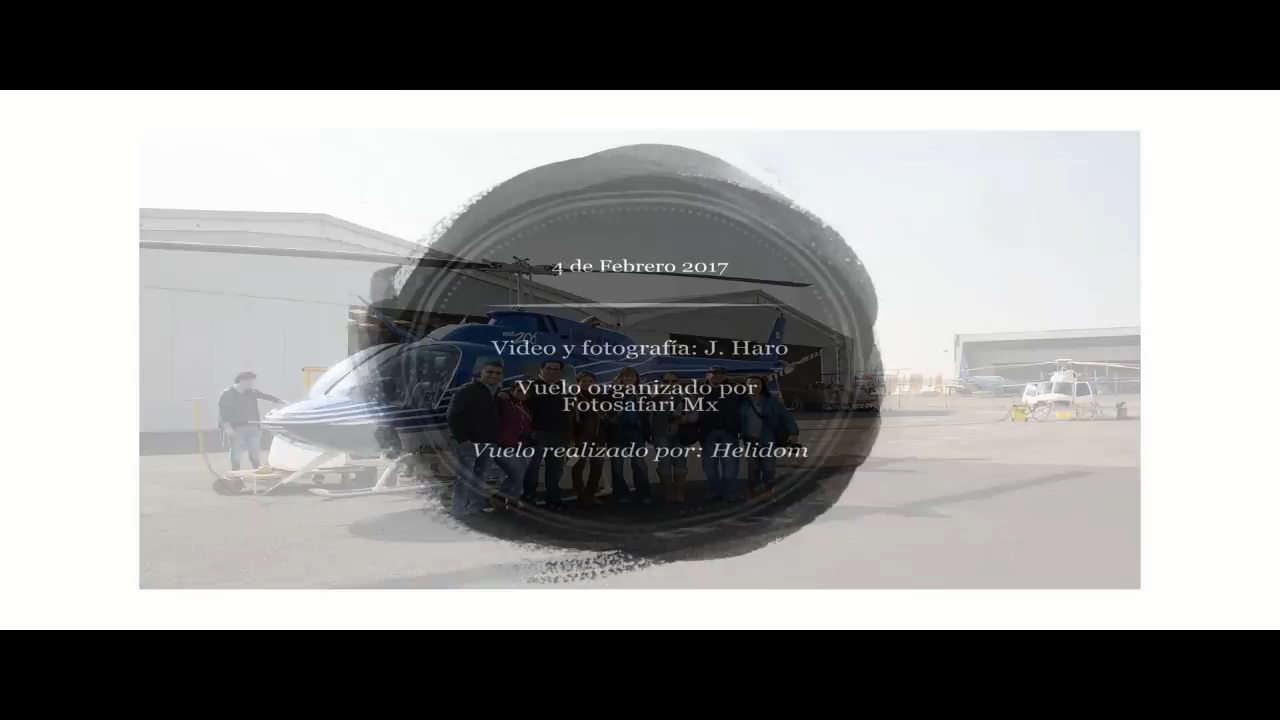 4 de Febrero 2017
Video y fotografía: J. Haro
Vuelo organizado por
Fotosafari Mx
Vuelo realizado por: Helidom